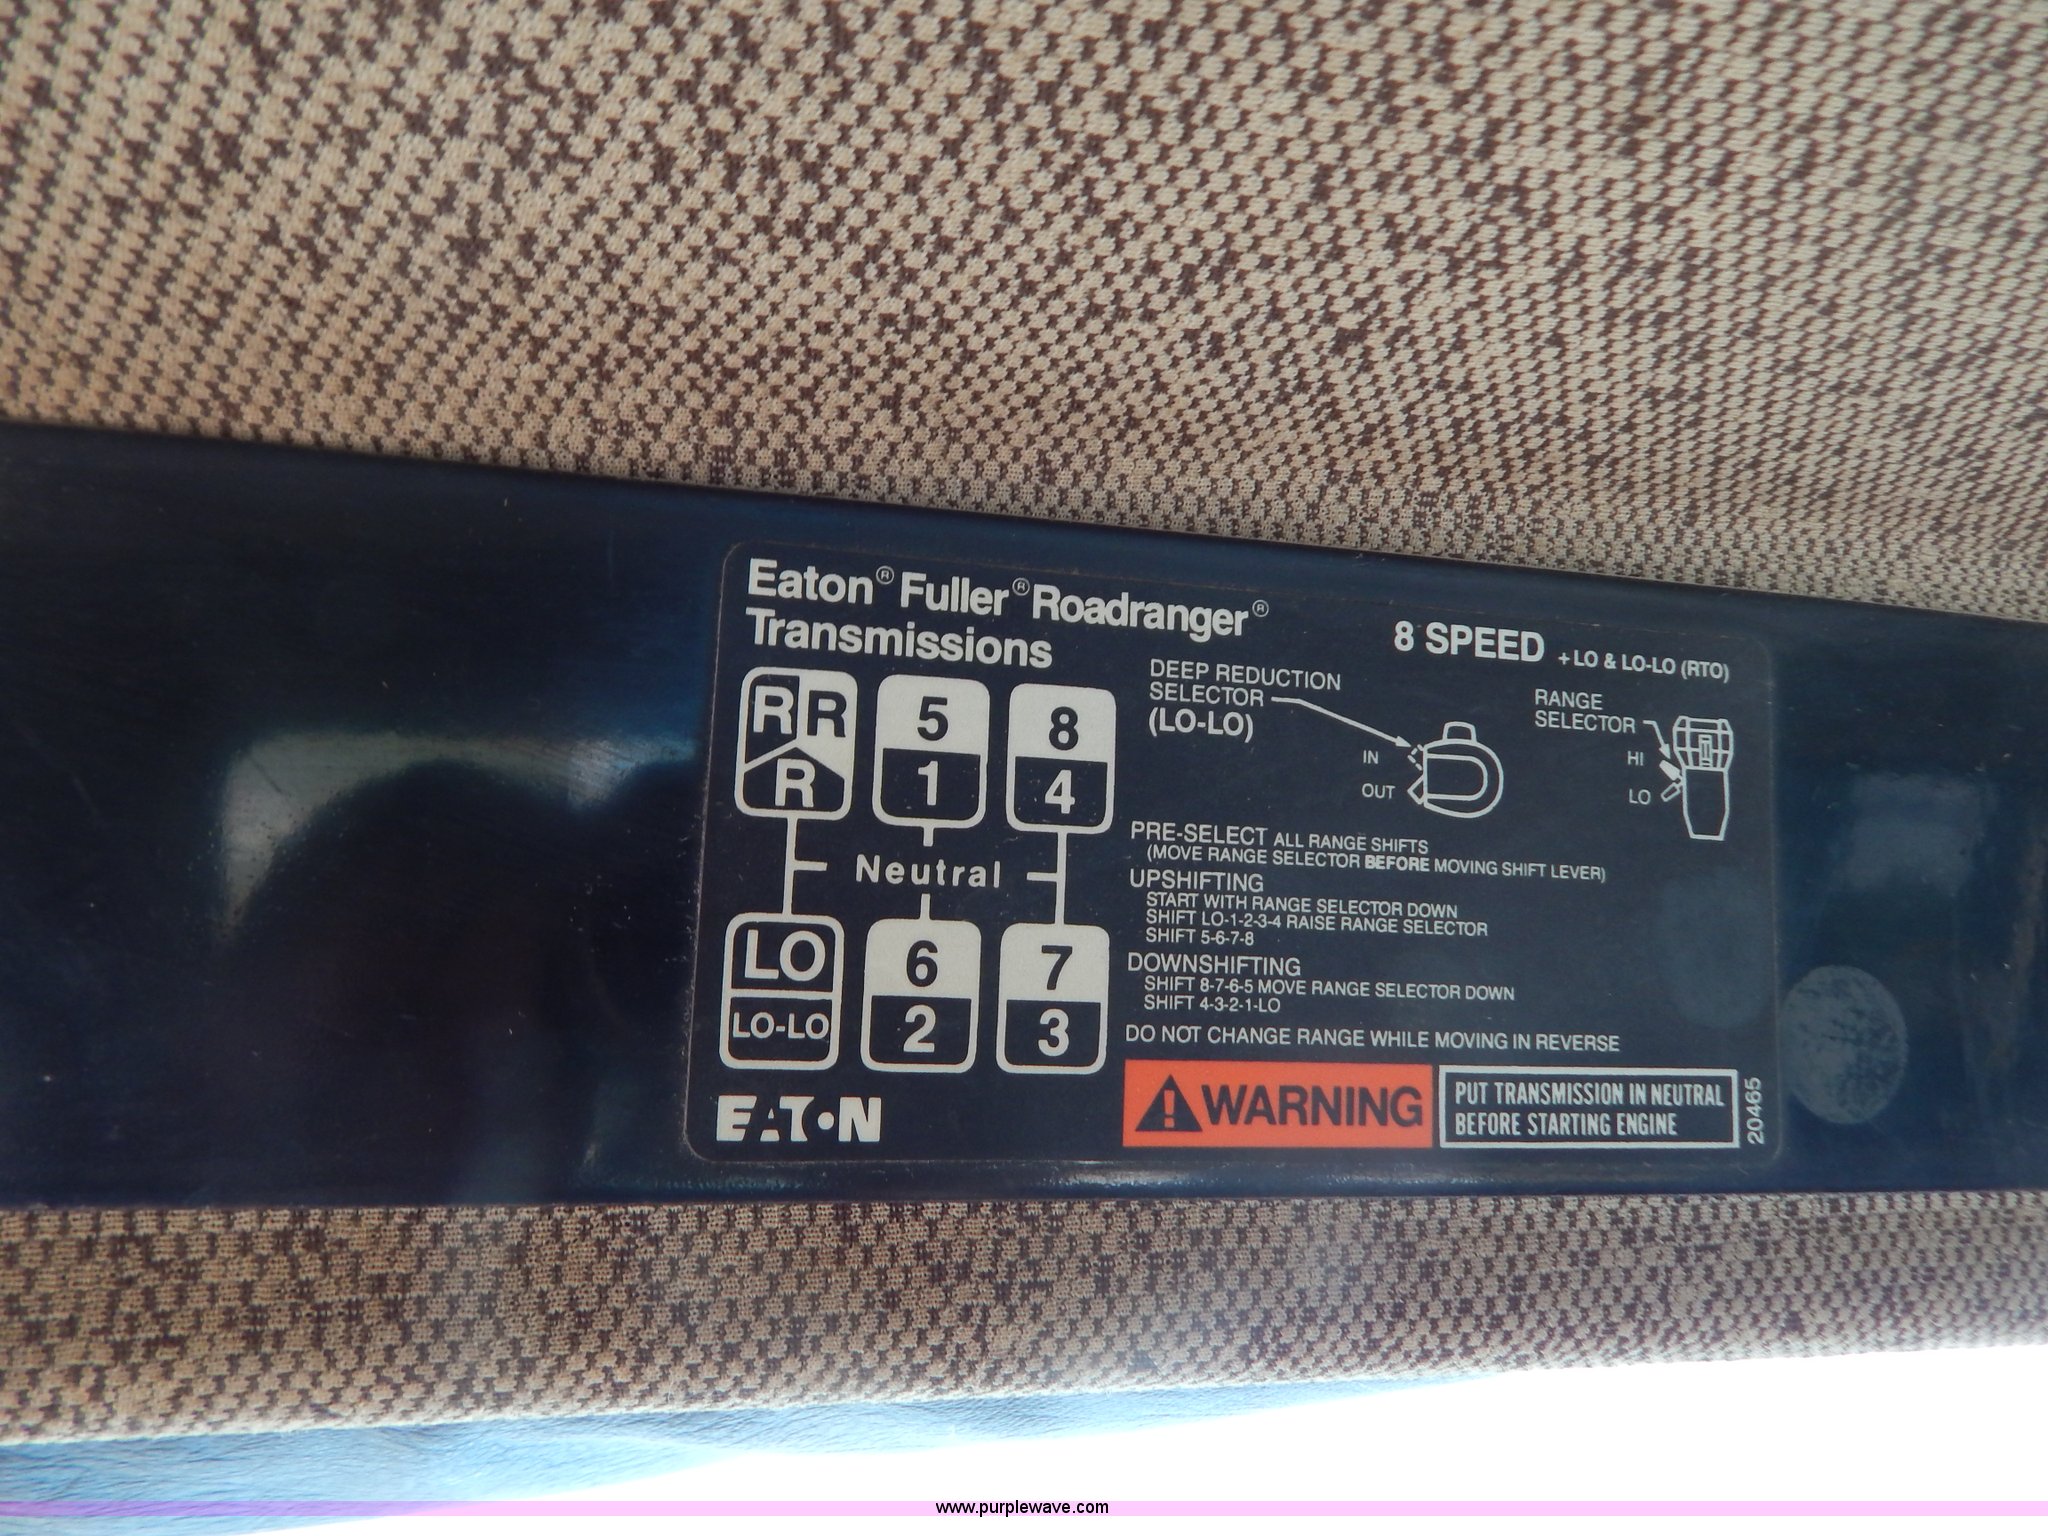 Eaton® Fuller® Roadranger®
Transmissions
8 SPEED +LO & LO-LO (RTO)
R R
R
5
1
8
4
Neutral
LO
LO-LO
6
2
7
3
EATON
DEEP REDUCTION
SELECTOR
(LO-LO)
IN
OUT
RANGE
SELECTOR
HI
LO
PRE-SELECT ALL RANGE SHIFTS
(MOVE RANGE SELECTOR BEFORE MOVING SHIFT LEVER)
UPSHIFTING
START WITH RANGE SELECTOR DOWN
SHIFT LO-1-2-3-4 RAISE RANGE SELECTOR
SHIFT 5-6-7-8
DOWNSHIFTING
SHIFT 8-7-6-5 MOVE RANGE SELECTOR DOWN
SHIFT 4-3-2-1-LO
DO NOT CHANGE RANGE WHILE MOVING IN REVERSE
! WARNING
PUT TRANSMISSION IN NEUTRAL
BEFORE STARTING ENGINE
20465
www.purplewave.com